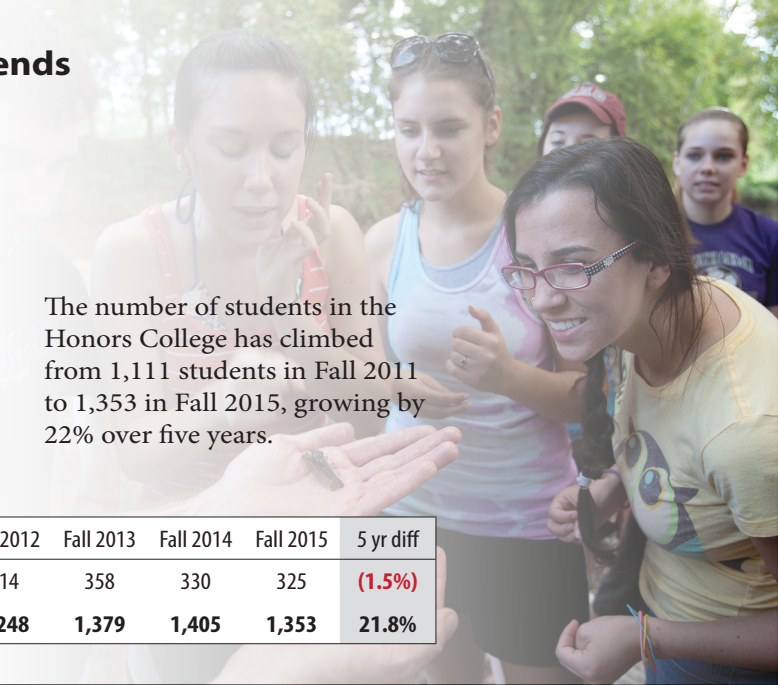 ends
The number of students in the
Honors College has climbed
from 1,111 students in Fall 2011
to 1,353 in Fall 2015, growing by
22% over five years.
2012 Fall 2013 Fall 2014 Fall 2015 5 yr diff
14 358 330 325 (1.5%)
248 1,379 1,405 1,353 21.8%